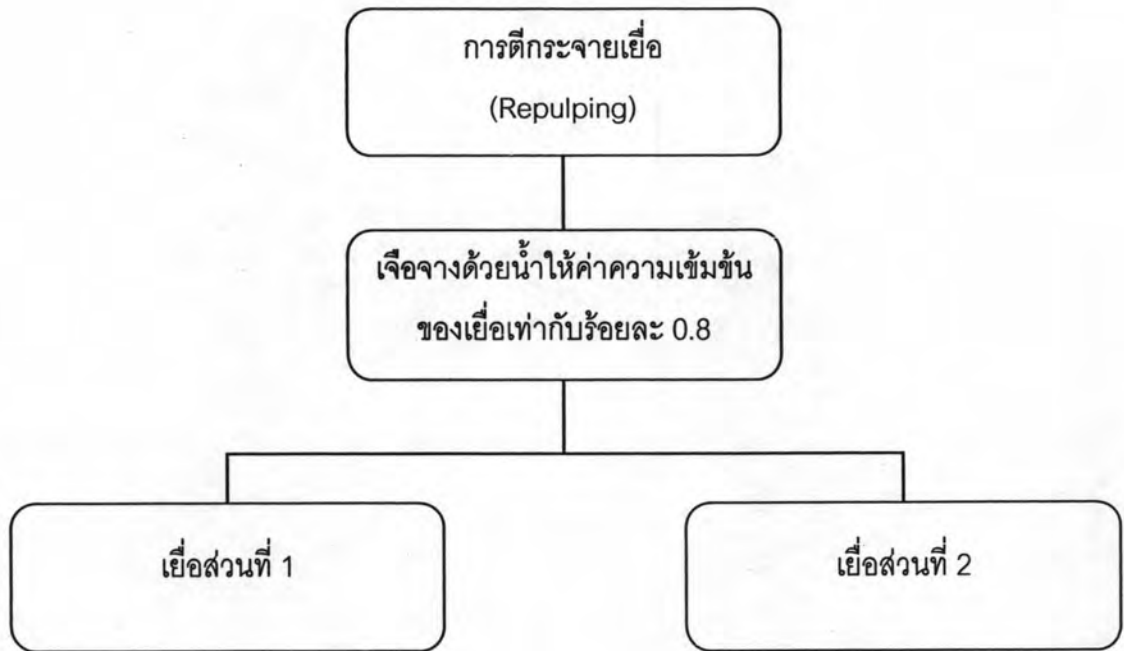 การตีกระจายเยื่อ
(Repulping)
เจือจางด้วยน้ำให้ค่าความเข้มข้น
ของเยื่อเท่ากับร้อยละ 0.8
เยื่อส่วนที่ 1
เยื่อส่วนที่ 2